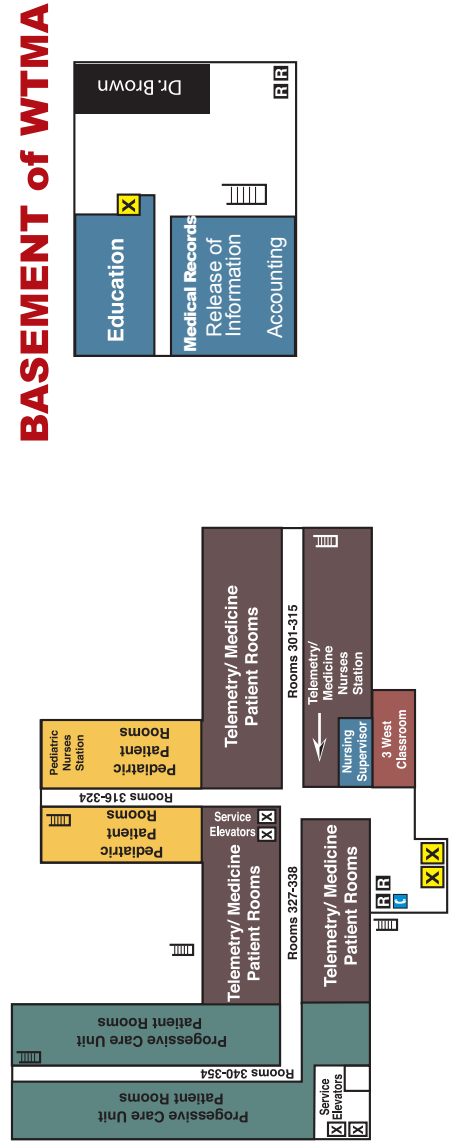 BASEMENT of WTMA
Education
X
Medical Records
Release of
Information
Accounting
Dr. Brown
R R
Progessive Care Unit
Patient Rooms
Rooms 340-354
Progessive Care Unit
Patient Rooms
Service
Elevators
X X
Telemetry/ Medicine
Patient Rooms
Service
Elevators
X X
Rooms 327-338
Telemetry/ Medicine
Patient Rooms
Pediatric
Patient
Rooms
Rooms 316-324
Pediatric
Patient
Rooms
Pediatric
Nurses
Station
Telemetry/ Medicine
Patient Rooms
Rooms 301-315
Telemetry/
Medicine
Nurses
Station
Nursing
Supervisor
3 West
Classroom
R R
X X